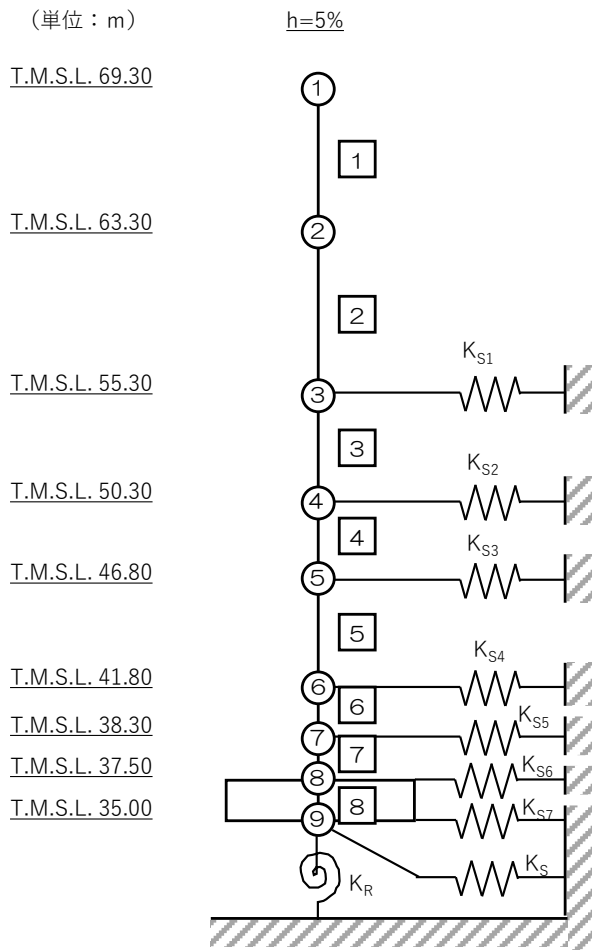 （単位：m） h=5%
T.M.S.L. 69.30
1
1
T.M.S.L. 63.30
2
2
K_S1
T.M.S.L. 55.30
3
3
K_S2
T.M.S.L. 50.30
4
4
K_S3
T.M.S.L. 46.80
5
5
K_S4
T.M.S.L. 41.80
6
6
K_S5
T.M.S.L. 38.30
7
7
K_S6
T.M.S.L. 37.50
8
8
K_S7
T.M.S.L. 35.00
9
K_S
K_R